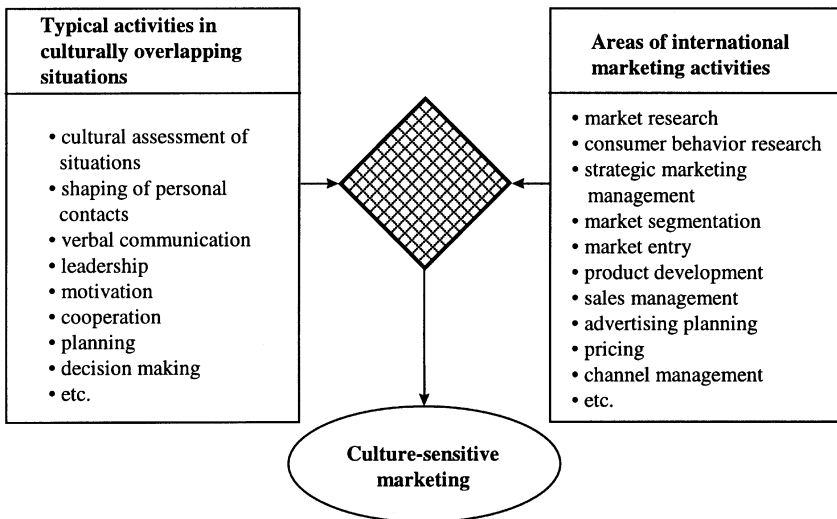 Typical activities in
culturally overlapping
situations
• cultural assessment of
situations
• shaping of personal
contacts
• verbal communication
• leadership
• motivation
• cooperation
• planning
• decision making
• etc.
Areas of international
marketing activities
• market research
• consumer behavior research
• strategic marketing
management
• market segmentation
• market entry
• product development
• sales management
• advertising planning
• pricing
• channel management
• etc.
Culture-sensitive
marketing